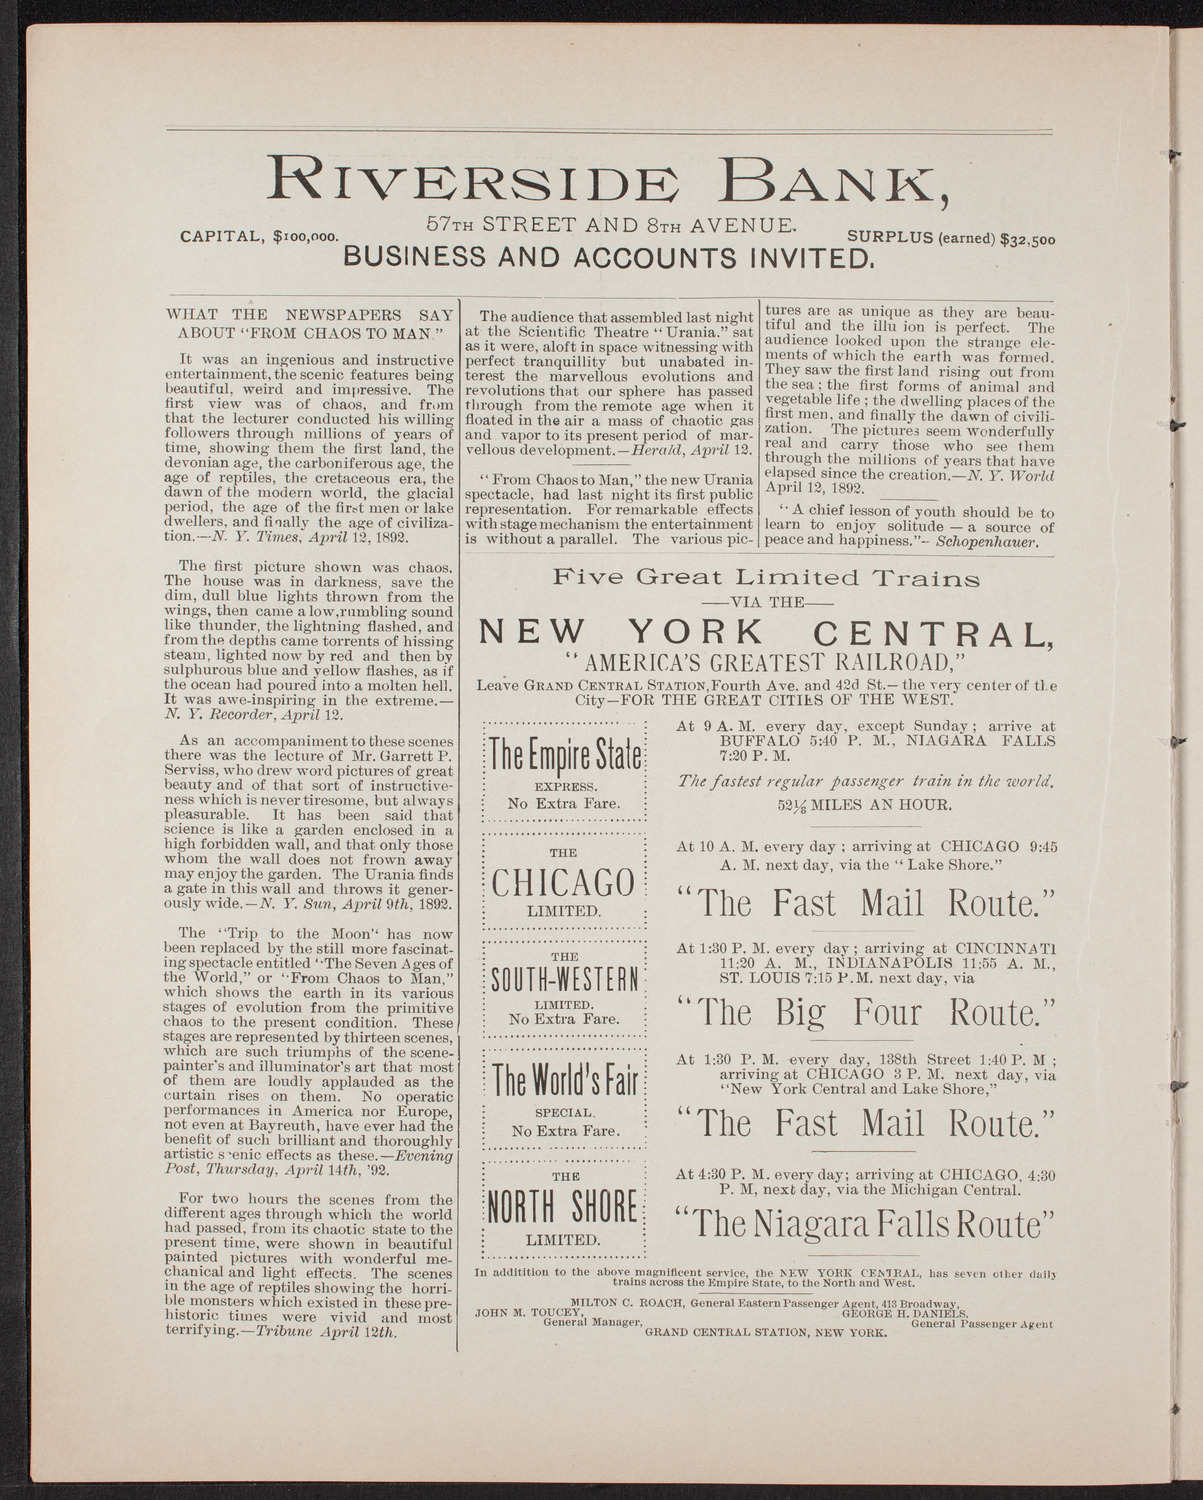 RIVERSIDE BANK,
57TH STREET AND 8TH AVENUE.
CAPITAL, $100,000.
SURPLUS (earned) $32,500
BUSINESS AND ACCOUNTS INVITED.
WHAT THE NEWSPAPERS SAY
ABOUT "FROM CHAOS TO MAN."
It was an ingenious and instructive
entertainment, the scenic features being
beautiful, weird and impressive. The
first view was of chaos, and from
that the lecturer conducted his willing
followers through millions of years of
time, showing them the first land, the
devonian age, the carboniferous age, the
age of reptiles, the cretaceous era, the
dawn of the modern world, the glacial
period, the age of the first men or lake
dwellers, and finally the age of civiliza-
tion.—N. Y. Times, April 12, 1892.
The first picture shown was chaos.
The house was in darkness, save the
dim, dull blue lights thrown from the
wings, then came a low, rumbling sound
like thunder, the lightning flashed, and
from the depths came torrents of hissing
steam, lighted now by red and then by
sulphurous blue and yellow flashes, as if
the ocean had poured into a molten hell.
It was awe-inspiring in the extreme.—
N. Y. Recorder, April 12.
As an accompaniment to these scenes
there was the lecture of Mr. Garrett P.
Serviss, who drew word pictures of great
beauty and of that sort of instructive-
ness which is never tiresome, but always
pleasurable. It has been said that
science is like a garden enclosed in a
high forbidden wall, and that only those
whom the wall does not frown away
may enjoy the garden. The Urania finds
a gate in this wall and throws it gener-
ously wide.—N. Y. Sun, April 9th, 1892.
The "Trip to the Moon" has now
been replaced by the still more fascinat-
ing spectacle entitled "The Seven Ages of
the World," or "From Chaos to Man,"
which shows the earth in its various
stages of evolution from the primitive
chaos to the present condition. These
stages are represented by thirteen scenes,
which are such triumphs of the scene-
painter's and illuminator's art that most
of them are loudly applauded as the
curtain rises on them. No operatic
performances in America nor Europe,
not even at Bayreuth, have ever had the
benefit of such brilliant and thoroughly
artistic scenic effects as these.—Evening
Post, Thursday, April 14th, '92.
For two hours the scenes from the
different ages through which the world
had passed, from its chaotic state to the
present time, were shown in beautiful
painted pictures with wonderful me-
chanical and light effects. The scenes
in the age of reptiles showing the horri-
ble monsters which existed in these pre-
historic times were vivid and most
terrifying.—Tribune April 12th.
The audience that assembled last night
at the Scientific Theatre "Urania." sat
as it were, aloft in space witnessing with
perfect tranquillity but unabated in-
terest the marvellous evolutions and
revolutions that our sphere has passed
through from the remote age when it
floated in the air a mass of chaotic gas
and vapor to its present period of mar-
vellous development.—Herald, April 12.
"From Chaos to Man," the new Urania
spectacle, had last night its first public
representation. For remarkable effects
with stage mechanism the entertainment
is without a parallel. The various pic-
tures are as unique as they are beau-
tiful and the illu ion is perfect. The
audience looked upon the strange ele-
ments of which the earth was formed.
They saw the first land rising out from
the sea; the first forms of animal and
vegetable life; the dwelling places of the
first men, and finally the dawn of civili-
zation. The pictures seem wonderfully
real and carry those who see them
through the millions of years that have
elapsed since the creation.—N. Y. World
April 12, 1892.
"A chief lesson of youth should be to
learn to enjoy solitude — a source of
peace and happiness."— Schopenhauer.
Five Great Limited Trains
—VIA THE—
NEW YORK CENTRAL,
"AMERICA'S GREATEST RAILROAD,"
Leave GRAND CENTRAL STATION, Fourth Ave. and 42d St.—the very center of the
City—FOR THE GREAT CITIES OF THE WEST.
The Empire State
EXPRESS.
No Extra Fare.
At 9 A. M. every day, except Sunday; arrive at
BUFFALO 5:40 P. M., NIAGARA FALLS
7:20 P. M.
The fastest regular passenger train in the world.
52⅙ MILES AN HOUR.
THE
CHICAGO
LIMITED.
At 10 A. M. every day; arriving at CHICAGO 9:45
A. M. next day, via the "Lake Shore."
"The Fast Mail Route."
THE
SOUTH-WESTERN
LIMITED.
No Extra Fare.
At 1:30 P. M. every day; arriving at CINCINNATI
11:20 A. M., INDIANAPOLIS 11:55 A. M.,
ST. LOUIS 7:15 P.M. next day, via
"The Big Four Route."
The World's Fair
SPECIAL.
No Extra Fare.
At 1:30 P. M. every day, 138th Street 1:40 P. M;
arriving at CHICAGO 3 P. M. next day, via
"New York Central and Lake Shore,"
"The Fast Mail Route."
THE
NORTH SHORE
LIMITED.
At 4:30 P. M. every day; arriving at CHICAGO, 4:30
P. M, next day, via the Michigan Central.
"The Niagara Falls Route"
In additition to the above magnificent service, the NEW YORK CENTRAL, has seven other daily
trains across the Empire State, to the North and West.
MILTON C. ROACH, General Eastern Passenger Agent, 413 Broadway,
JOHN M. TOUCEY,
General Manager,
GEORGE H. DANIELS.
General Passenger Agent
GRAND CENTRAL STATION, NEW YORK.